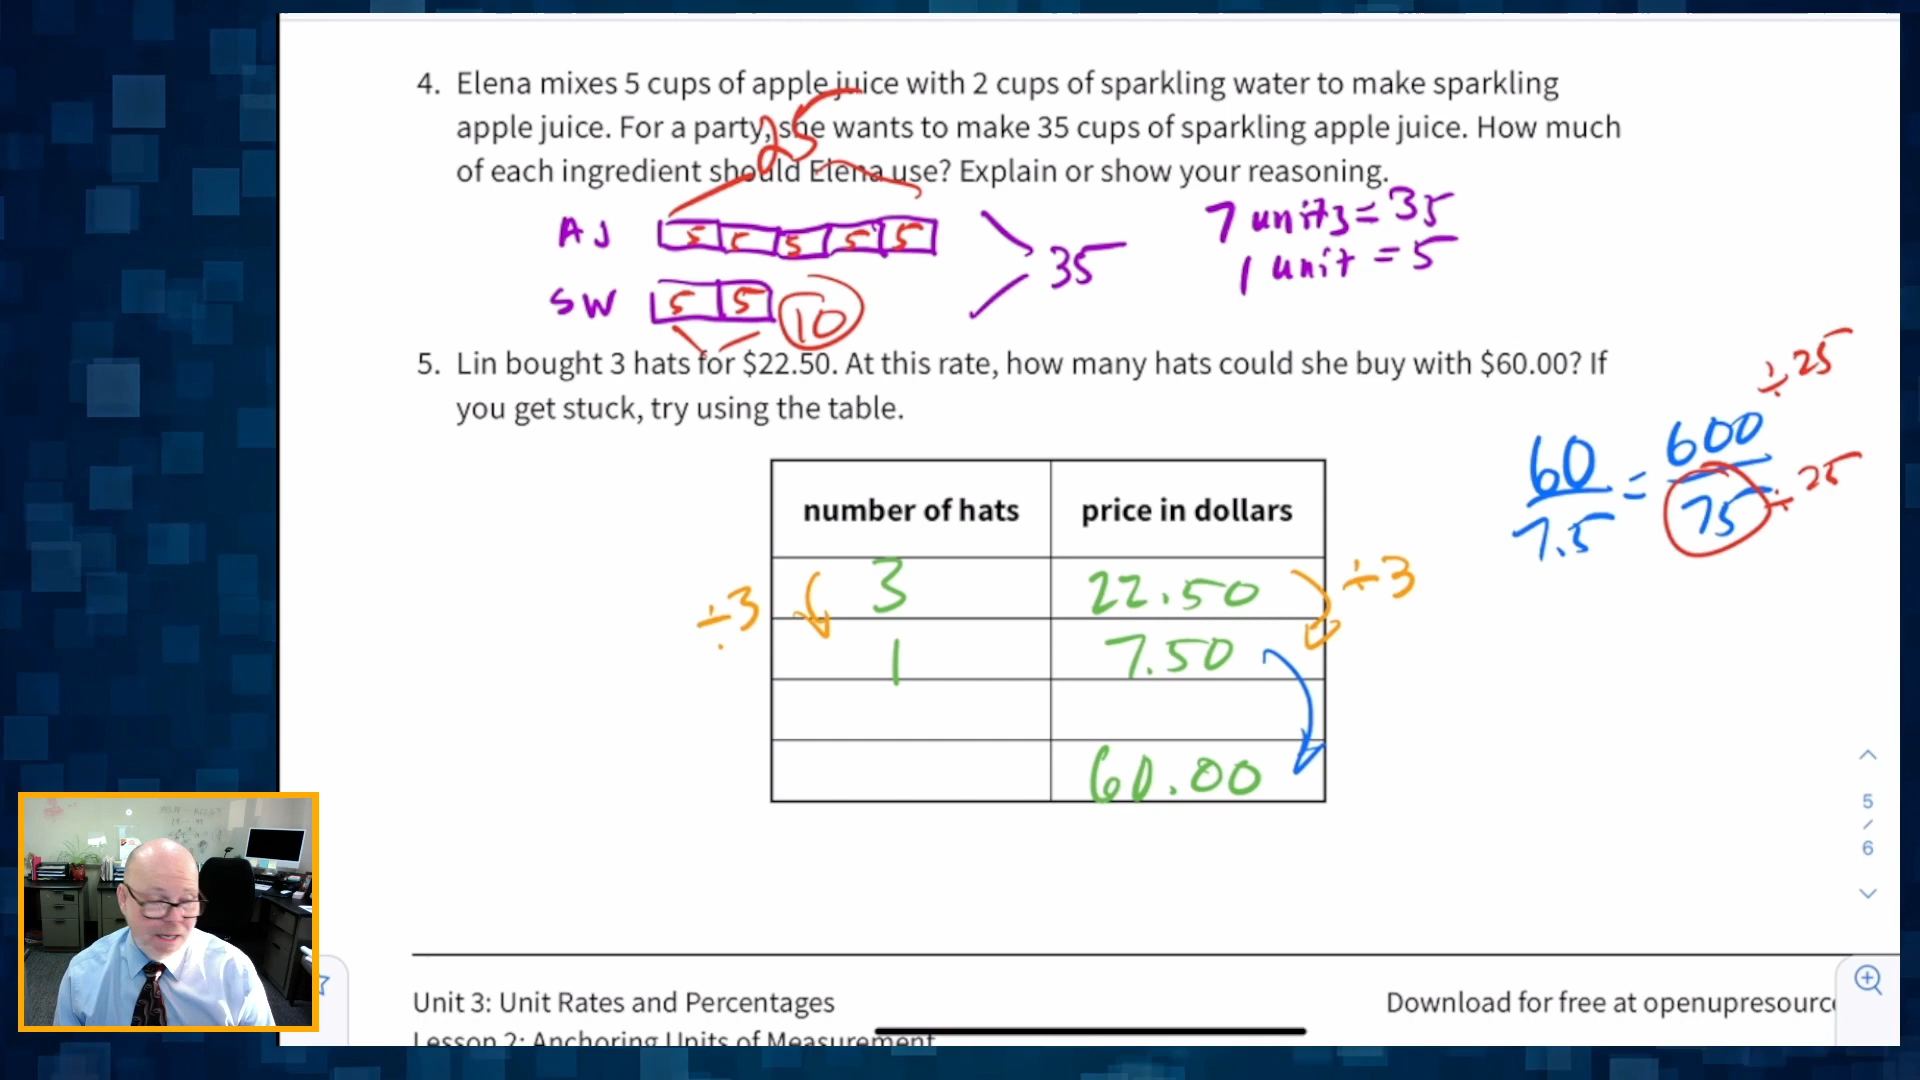 4. Elena mixes 5 cups of apple juice with 2 cups of sparkling water to make sparkling
apple juice. For a party, she wants to make 35 cups of sparkling apple juice. How much
of each ingredient should Elena use? Explain or show your reasoning.
25
AJ 5 5 5 5 5
SW 5 5 10
35
7 units = 35
1 unit = 5
5. Lin bought 3 hats for $22.50. At this rate, how many hats could she buy with $60.00? If
you get stuck, try using the table.
number of hats price in dollars
÷3 3 22.50 ÷3
1 7.50
60.00
60 = 600 ÷25
7.5 75 ÷25
5
/
6
Unit 3: Unit Rates and Percentages
Download for free at openupresourc
Lesson 2: Anchoring Units of Measurement